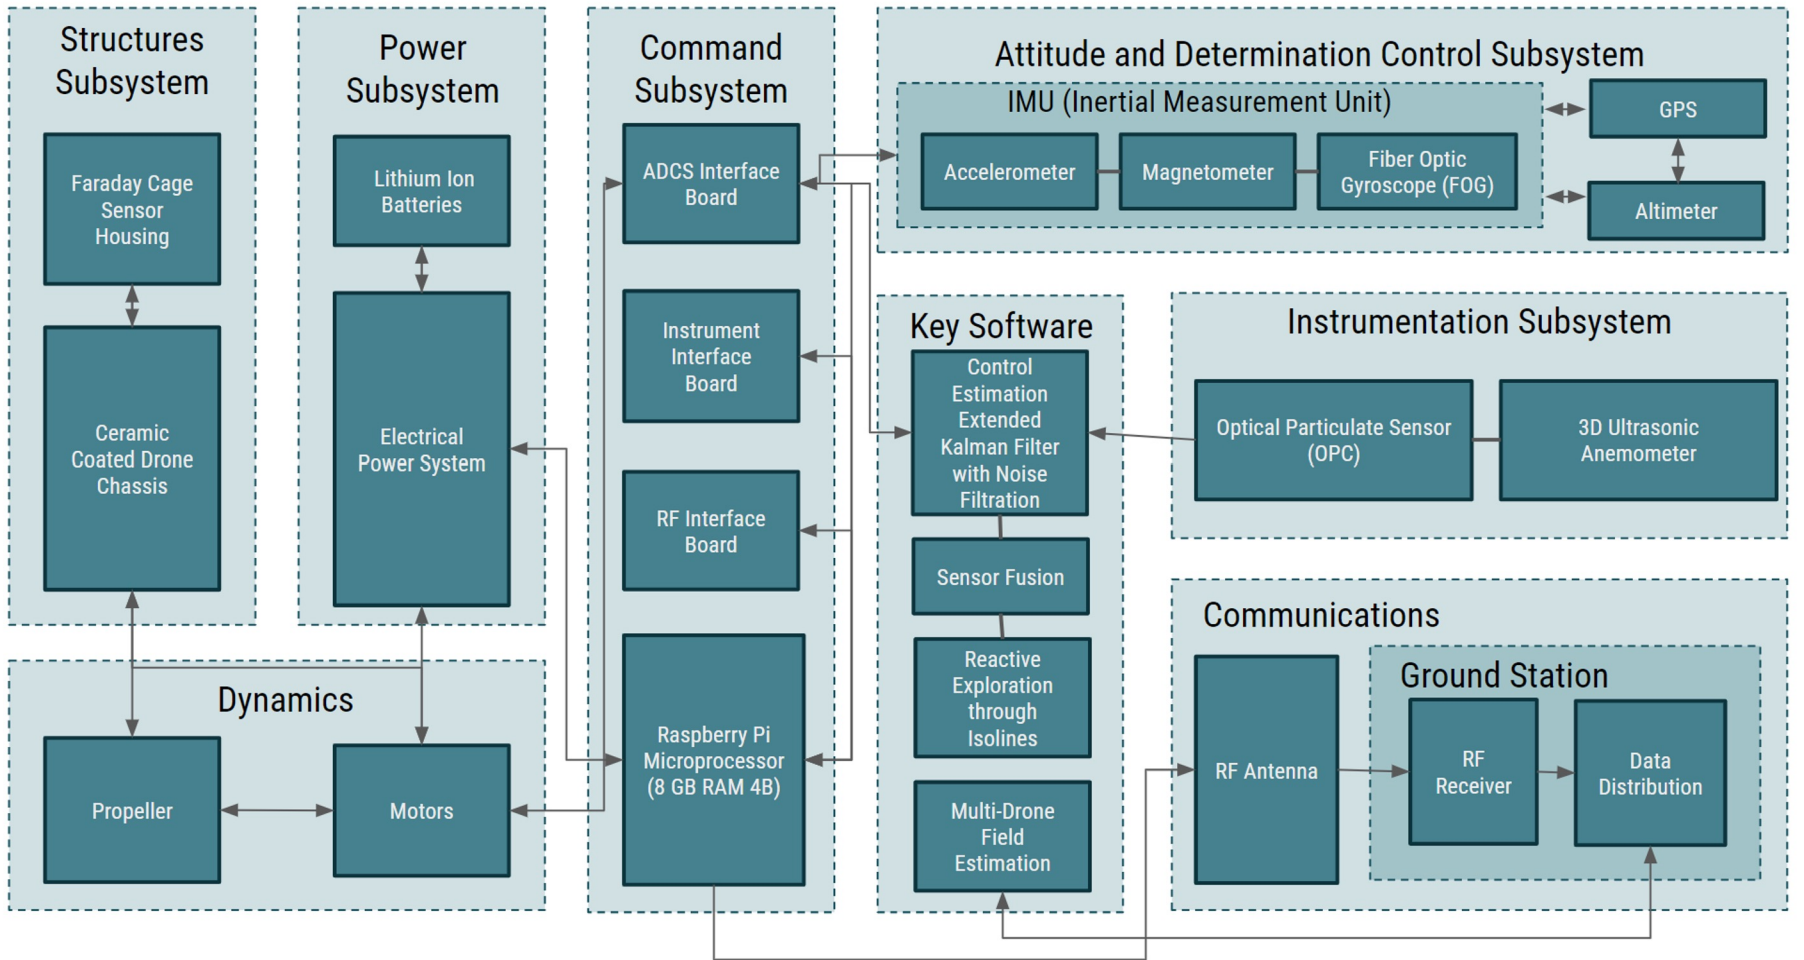 Structures
Subsystem
Faraday Cage
Sensor
Housing
Ceramic
Coated Drone
Chassis
Power
Subsystem
Lithium Ion
Batteries
Electrical
Power System
Dynamics
Propeller
Motors
Command
Subsystem
ADCS Interface
Board
Instrument
Interface
Board
RF Interface
Board
Raspberry Pi
Microprocessor
(8 GB RAM 4B)
Attitude and Determination Control Subsystem
IMU (Inertial Measurement Unit)
Accelerometer
Magnetometer
Fiber Optic
Gyroscope (FOG)
GPS
Altimeter
Key Software
Control
Estimation
Extended
Kalman Filter
with Noise
Filtration
Sensor Fusion
Reactive
Exploration
through
Isolines
Multi-Drone
Field
Estimation
Instrumentation Subsystem
Optical Particulate Sensor
(OPC)
3D Ultrasonic
Anemometer
Communications
RF Antenna
Ground Station
RF
Receiver
Data
Distribution